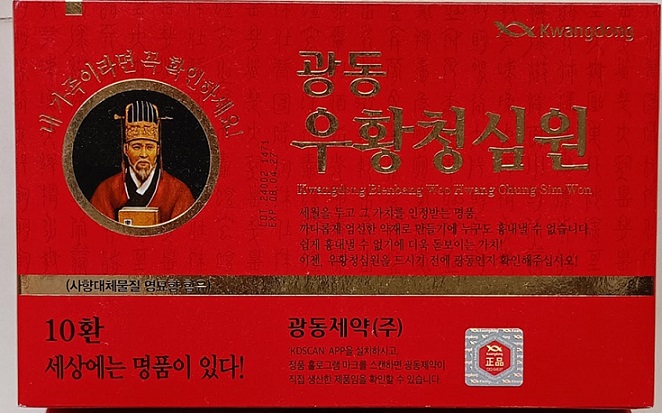 Kwangdong
내 가족이라면 꼭 확인하세요!
광동
우황청심원
Kwangdong Bienbang Woo Hwang Chung Sim Won
LOT 24002 1471
EXP 08 04 27
세월을 두고 그 가치를 인정받는 명품,
까다롭게 엄선한 약재로 만들기에 누구도 흉내낼 수 없습니다.
쉽게 흉내낼 수 없기에 더욱 돋보이는 가치!
이젠, 우황청심원을 드시기 전에 광동인지 확인해주십시오!
(사향대체물질 영묘향 함유)
10환
세상에는 명품이 있다!
광동제약(주)
'KDSCAN' APP을 설치하시고,
정품 홀로그램 마크를 스캔하면 광동제약이
직접 생산한 제품임을 확인할 수 있습니다.
正品